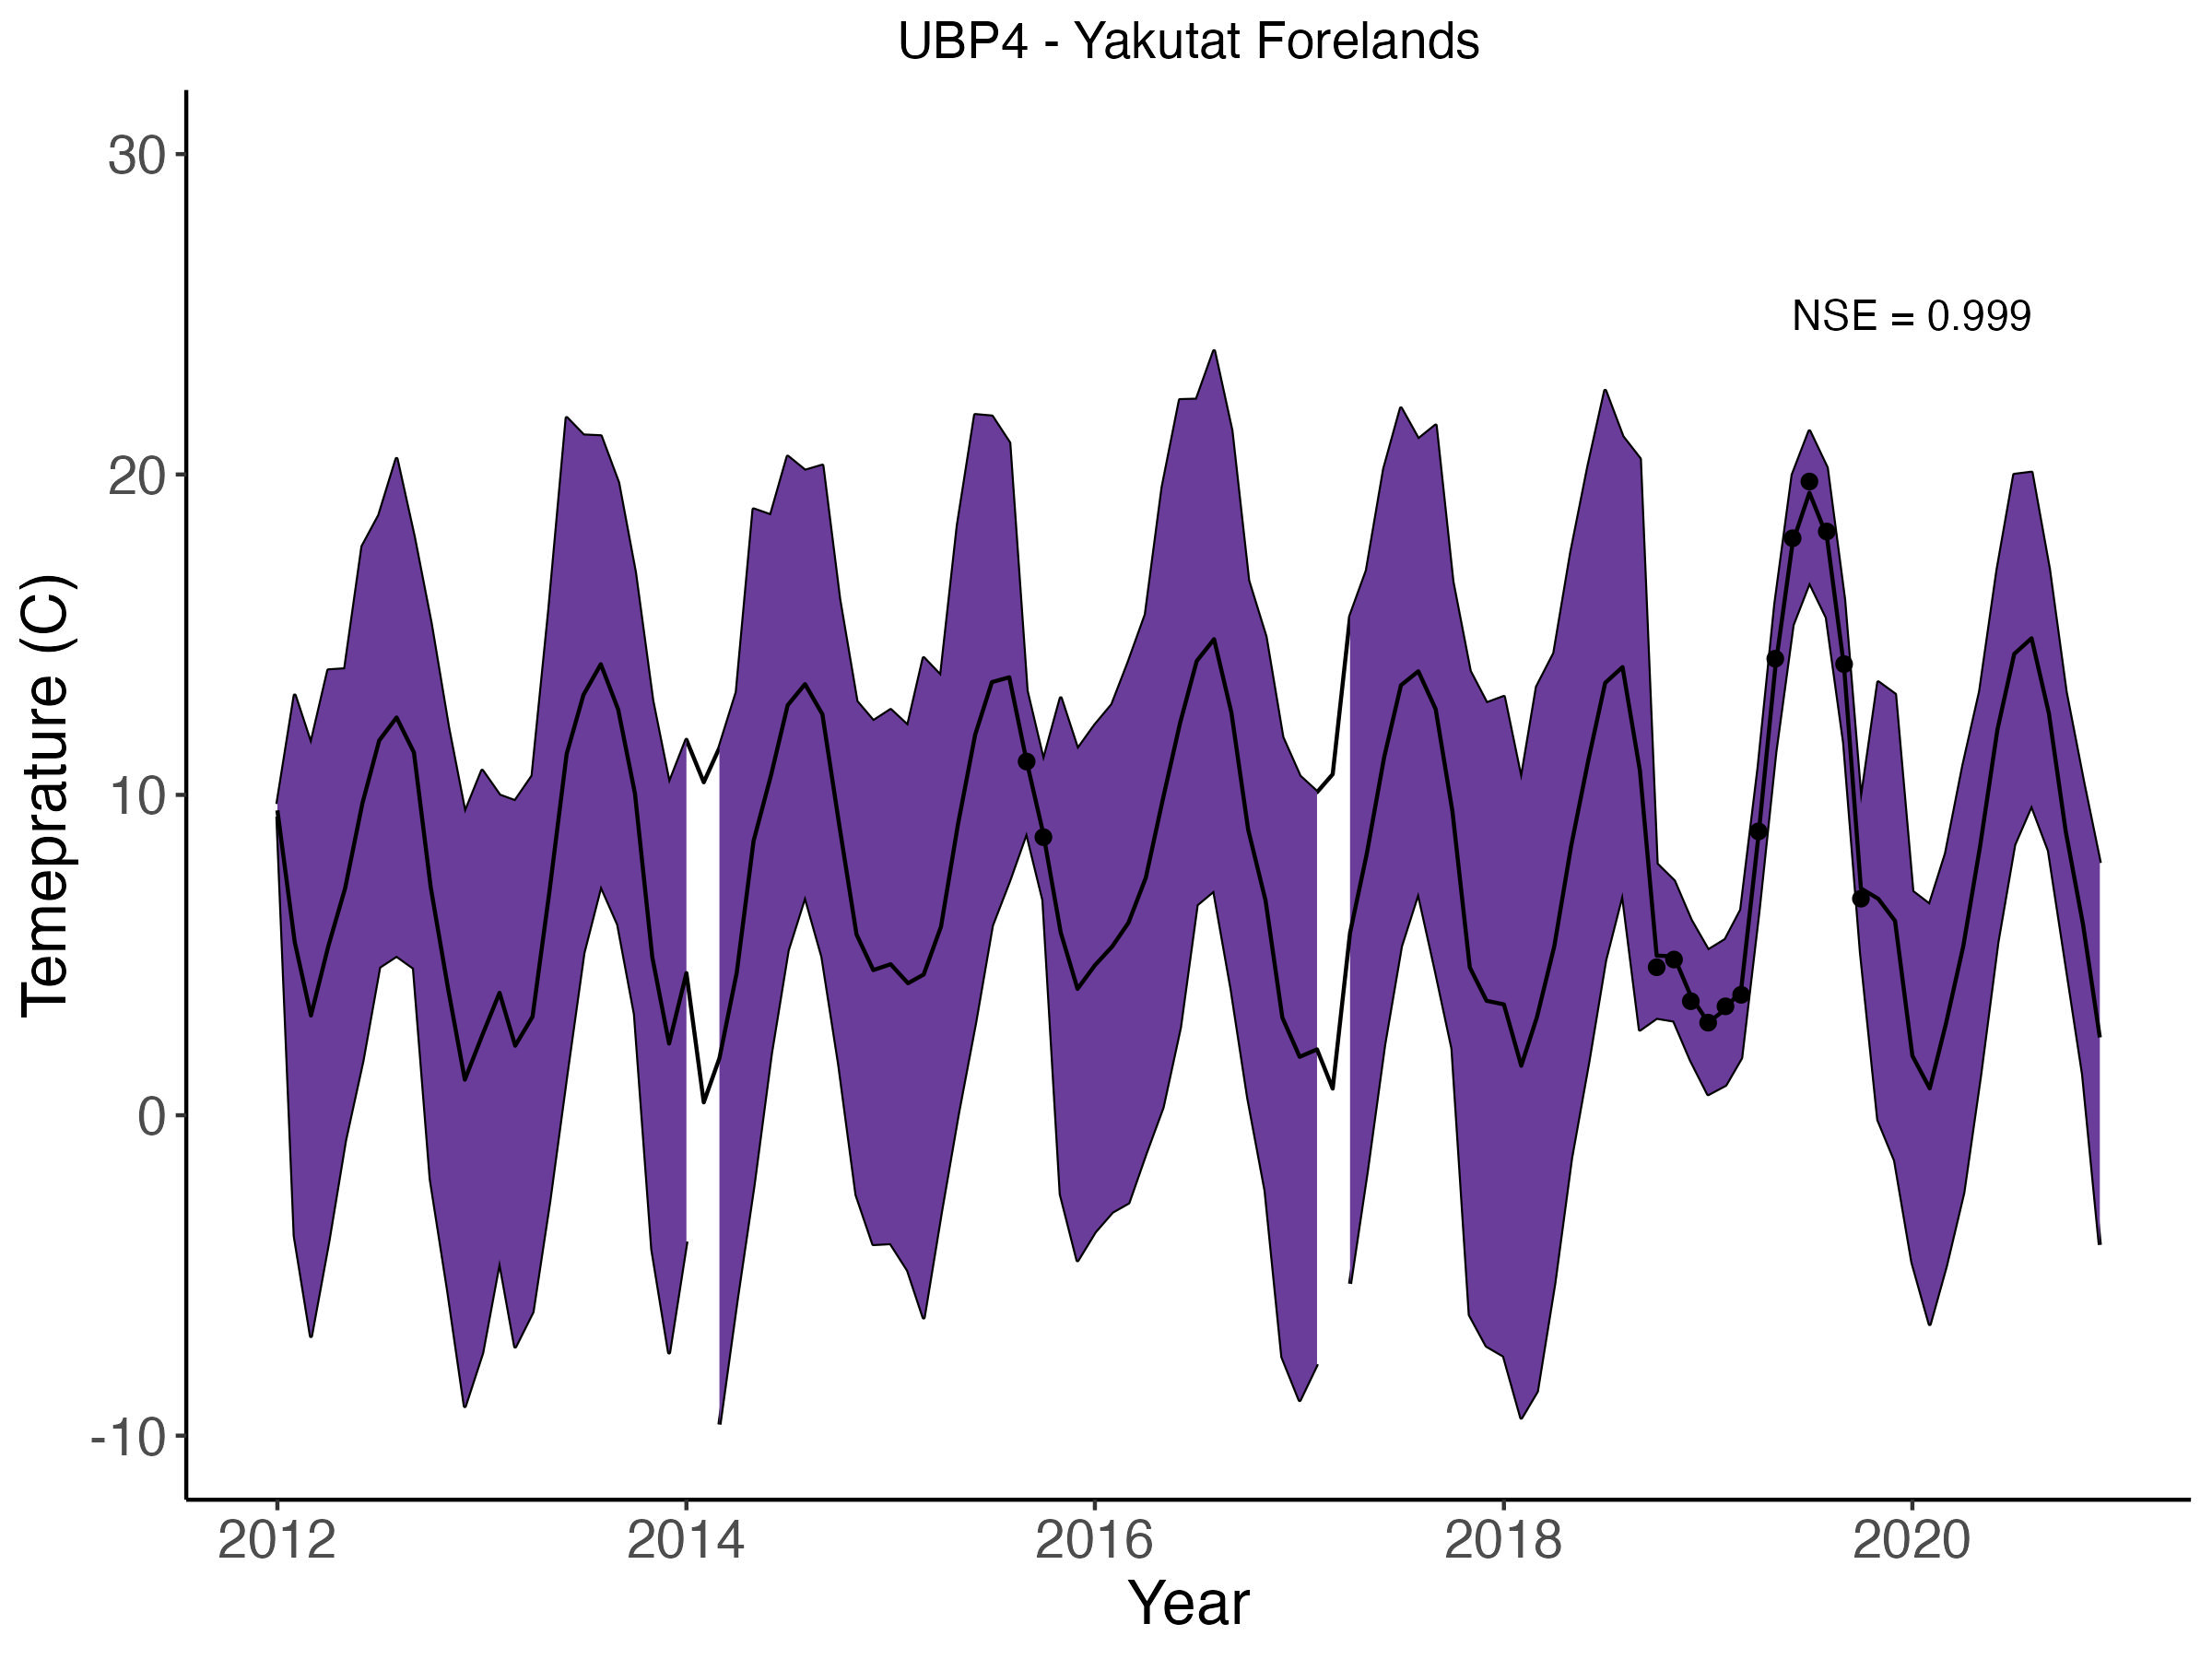 UBP4 - Yakutat Forelands
NSE = 0.999
Temeprature (C)
30
20
10
0
-10
2012 2014 2016 2018 2020
Year